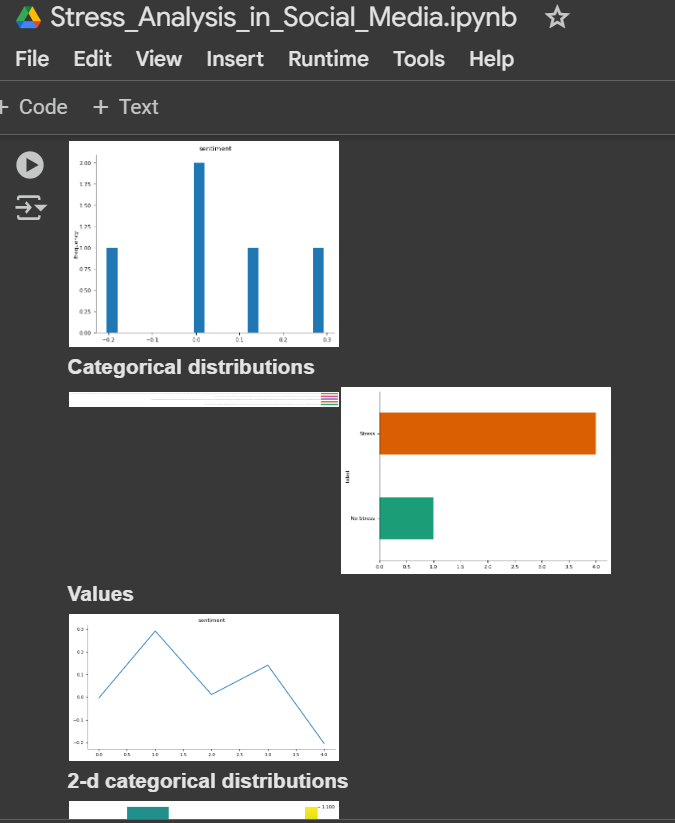 Stress_Analysis_in_Social_Media.ipynb
File Edit View Insert Runtime Tools Help
+ Code + Text
sentiment
Frequency
2.00
1.75
1.50
1.25
1.00
0.75
0.50
0.25
0.00
−0.2 −0.1 0.0 0.1 0.2 0.3
Categorical distributions
label
Stress
No Stress
0.0 0.5 1.0 1.5 2.0 2.5 3.0 3.5 4.0
Values
sentiment
0.3
0.2
0.1
0.0
−0.1
−0.2
0.0 0.5 1.0 1.5 2.0 2.5 3.0 3.5 4.0
2-d categorical distributions
1.100